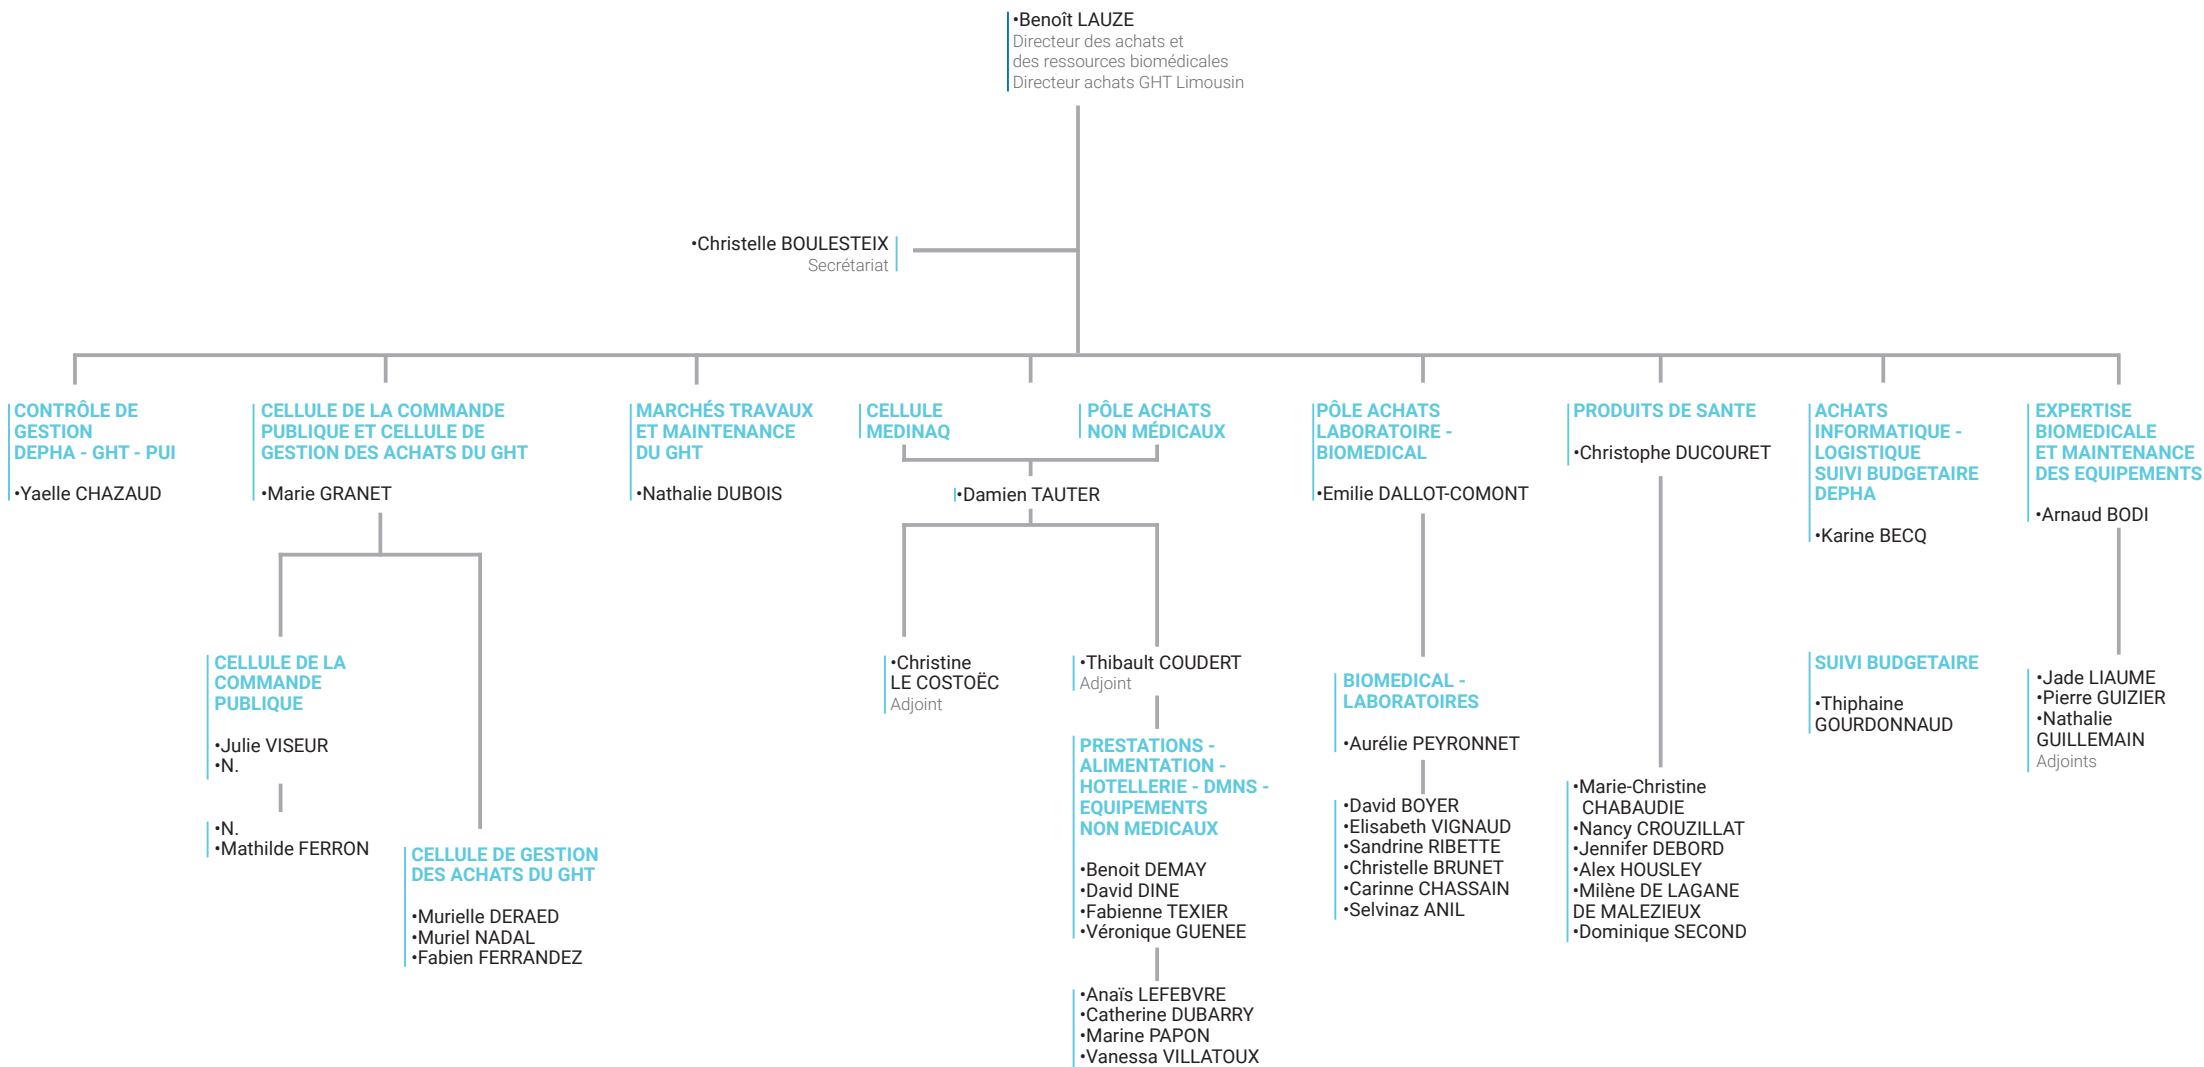 •Benoît LAUZE
Directeur des achats et
des ressources biomédicales
Directeur achats GHT Limousin
•Christelle BOULESTEIX
Secrétariat
CONTRÔLE DE
GESTION
DEPHA - GHT - PUI
•Yaelle CHAZAUD
CELLULE DE LA COMMANDE
PUBLIQUE ET CELLULE DE
GESTION DES ACHATS DU GHT
•Marie GRANET
CELLULE DE LA
COMMANDE
PUBLIQUE
•Julie VISEUR
•N.
•N.
•Mathilde FERRON
CELLULE DE GESTION
DES ACHATS DU GHT
•Murielle DERAED
•Muriel NADAL
•Fabien FERRANDEZ
MARCHÉS TRAVAUX
ET MAINTENANCE
DU GHT
•Nathalie DUBOIS
CELLULE
MEDINAQ
PÔLE ACHATS
NON MÉDICAUX
•Damien TAUTER
•Christine
LE COSTOËC
Adjoint
•Thibault COUDERT
Adjoint
PRESTATIONS -
ALIMENTATION -
HOTELLERIE - DMNS -
EQUIPEMENTS
NON MEDICAUX
•Benoit DEMAY
•David DINE
•Fabienne TEXIER
•Véronique GUENEE
•Anaïs LEFEBVRE
•Catherine DUBARRY
•Marine PAPON
•Vanessa VILLATOUX
PÔLE ACHATS
LABORATOIRE -
BIOMEDICAL
•Emilie DALLOT-COMONT
BIOMEDICAL -
LABORATOIRES
•Aurélie PEYRONNET
•David BOYER
•Elisabeth VIGNAUD
•Sandrine RIBETTE
•Christelle BRUNET
•Carinne CHASSAIN
•Selvinaz ANIL
PRODUITS DE SANTE
•Christophe DUCOURET
•Marie-Christine
CHABAUDIE
•Nancy CROUZILLAT
•Jennifer DEBORD
•Alex HOUSLEY
•Milène DE LAGANE
DE MALEZIEUX
•Dominique SECOND
ACHATS
INFORMATIQUE -
LOGISTIQUE
SUIVI BUDGETAIRE
DEPHA
•Karine BECQ
SUIVI BUDGETAIRE
•Thiphaine
GOURDONNAUD
EXPERTISE
BIOMEDICALE
ET MAINTENANCE
DES EQUIPEMENTS
•Arnaud BODI
•Jade LIAUME
•Pierre GUIZIER
•Nathalie
GUILLEMAIN
Adjoints